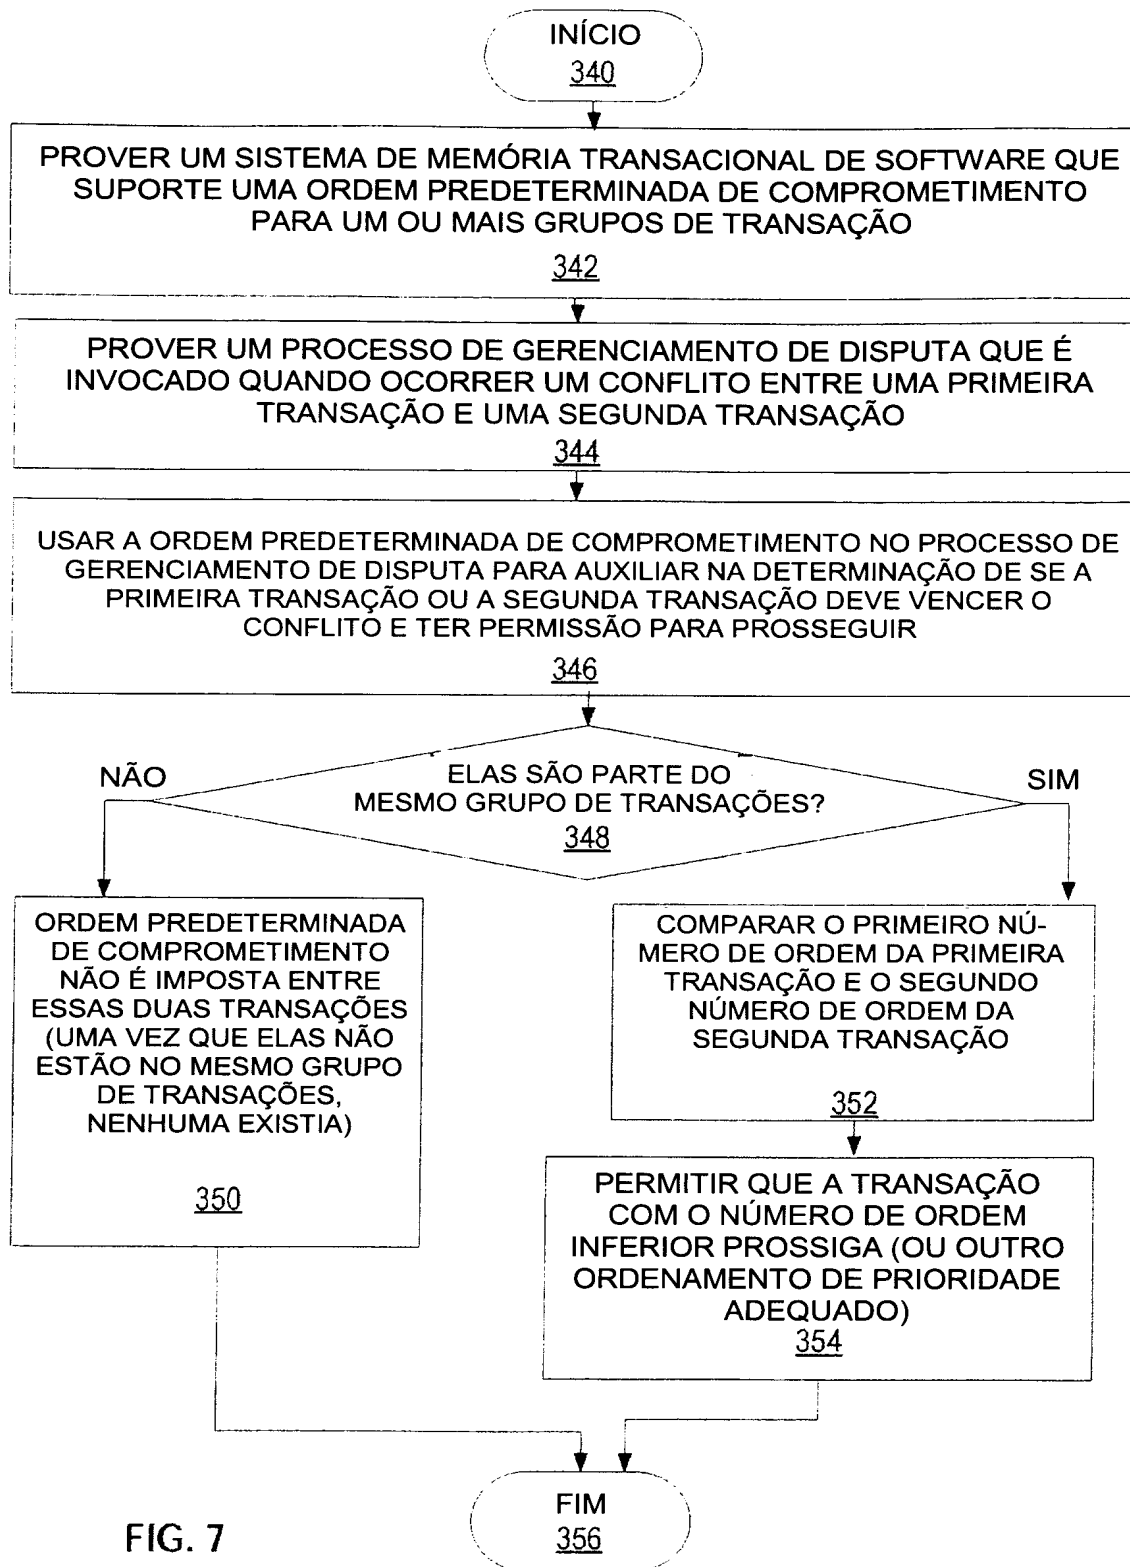 INÍCIO
340
PROVER UM SISTEMA DE MEMÓRIA TRANSACIONAL DE SOFTWARE QUE
SUPORTE UMA ORDEM PREDETERMINADA DE COMPROMETIMENTO
PARA UM OU MAIS GRUPOS DE TRANSAÇÃO
342
PROVER UM PROCESSO DE GERENCIAMENTO DE DISPUTA QUE É
INVOCADO QUANDO OCORRER UM CONFLITO ENTRE UMA PRIMEIRA
TRANSAÇÃO E UMA SEGUNDA TRANSAÇÃO
344
USAR A ORDEM PREDETERMINADA DE COMPROMETIMENTO NO PROCESSO DE
GERENCIAMENTO DE DISPUTA PARA AUXILIAR NA DETERMINAÇÃO DE SE A
PRIMEIRA TRANSAÇÃO OU A SEGUNDA TRANSAÇÃO DEVE VENCER O
CONFLITO E TER PERMISSÃO PARA PROSSEGUIR
346
ELAS SÃO PARTE DO
MESMO GRUPO DE TRANSAÇÕES?
348
NÃO
SIM
ORDEM PREDETERMINADA
DE COMPROMETIMENTO
NÃO É IMPOSTA ENTRE
ESSAS DUAS TRANSAÇÕES
(UMA VEZ QUE ELAS NÃO
ESTÃO NO MESMO GRUPO
DE TRANSAÇÕES,
NENHUMA EXISTIA)
350
COMPARAR O PRIMEIRO NÚ-
MERO DE ORDEM DA PRIMEIRA
TRANSAÇÃO E O SEGUNDO
NÚMERO DE ORDEM DA
SEGUNDA TRANSAÇÃO
352
PERMITIR QUE A TRANSAÇÃO
COM O NÚMERO DE ORDEM
INFERIOR PROSSIGA (OU OUTRO
ORDENAMENTO DE PRIORIDADE
ADEQUADO)
354
FIM
356
FIG. 7